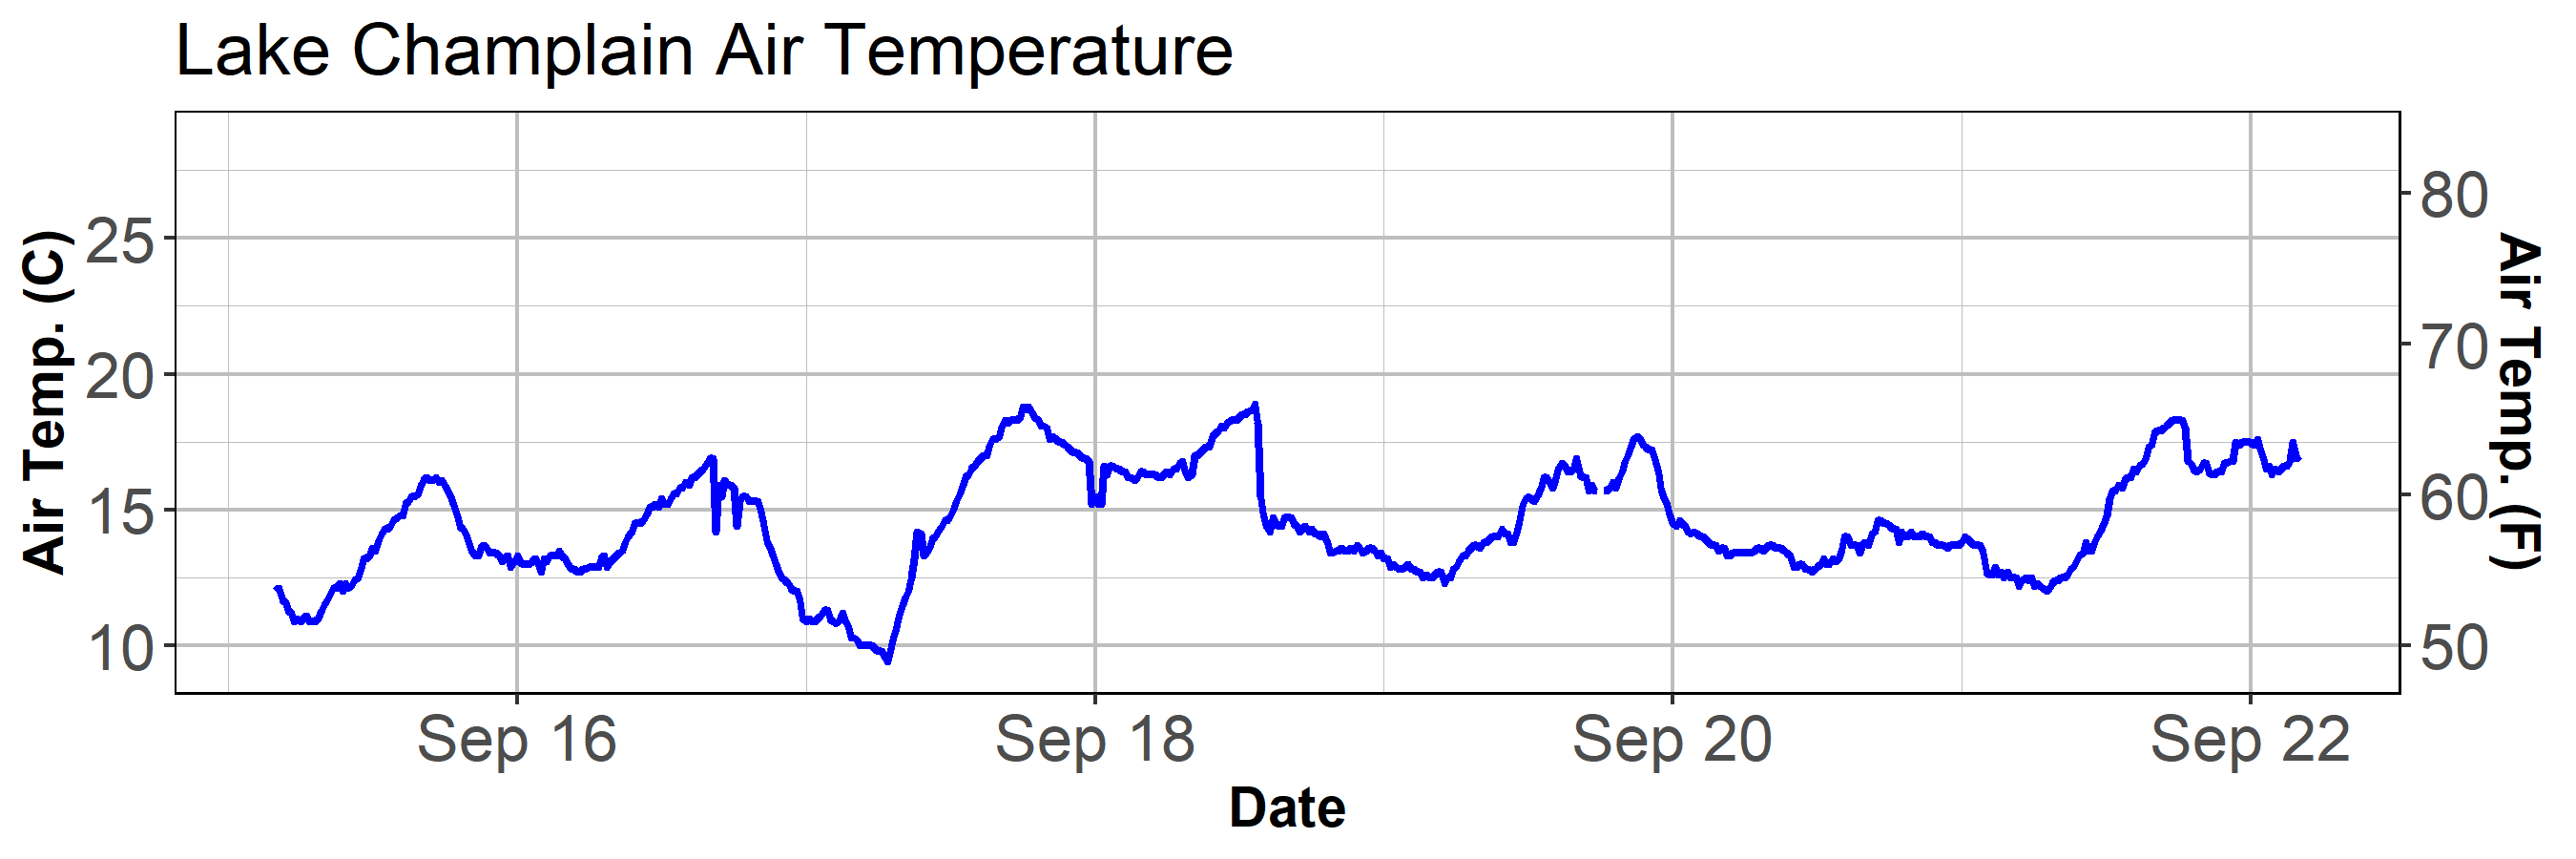 Lake Champlain Air Temperature
Air Temp. (C)
25
20
15
10
80
70
60
50
Air Temp. (F)
Sep 16 Sep 18 Sep 20 Sep 22
Date